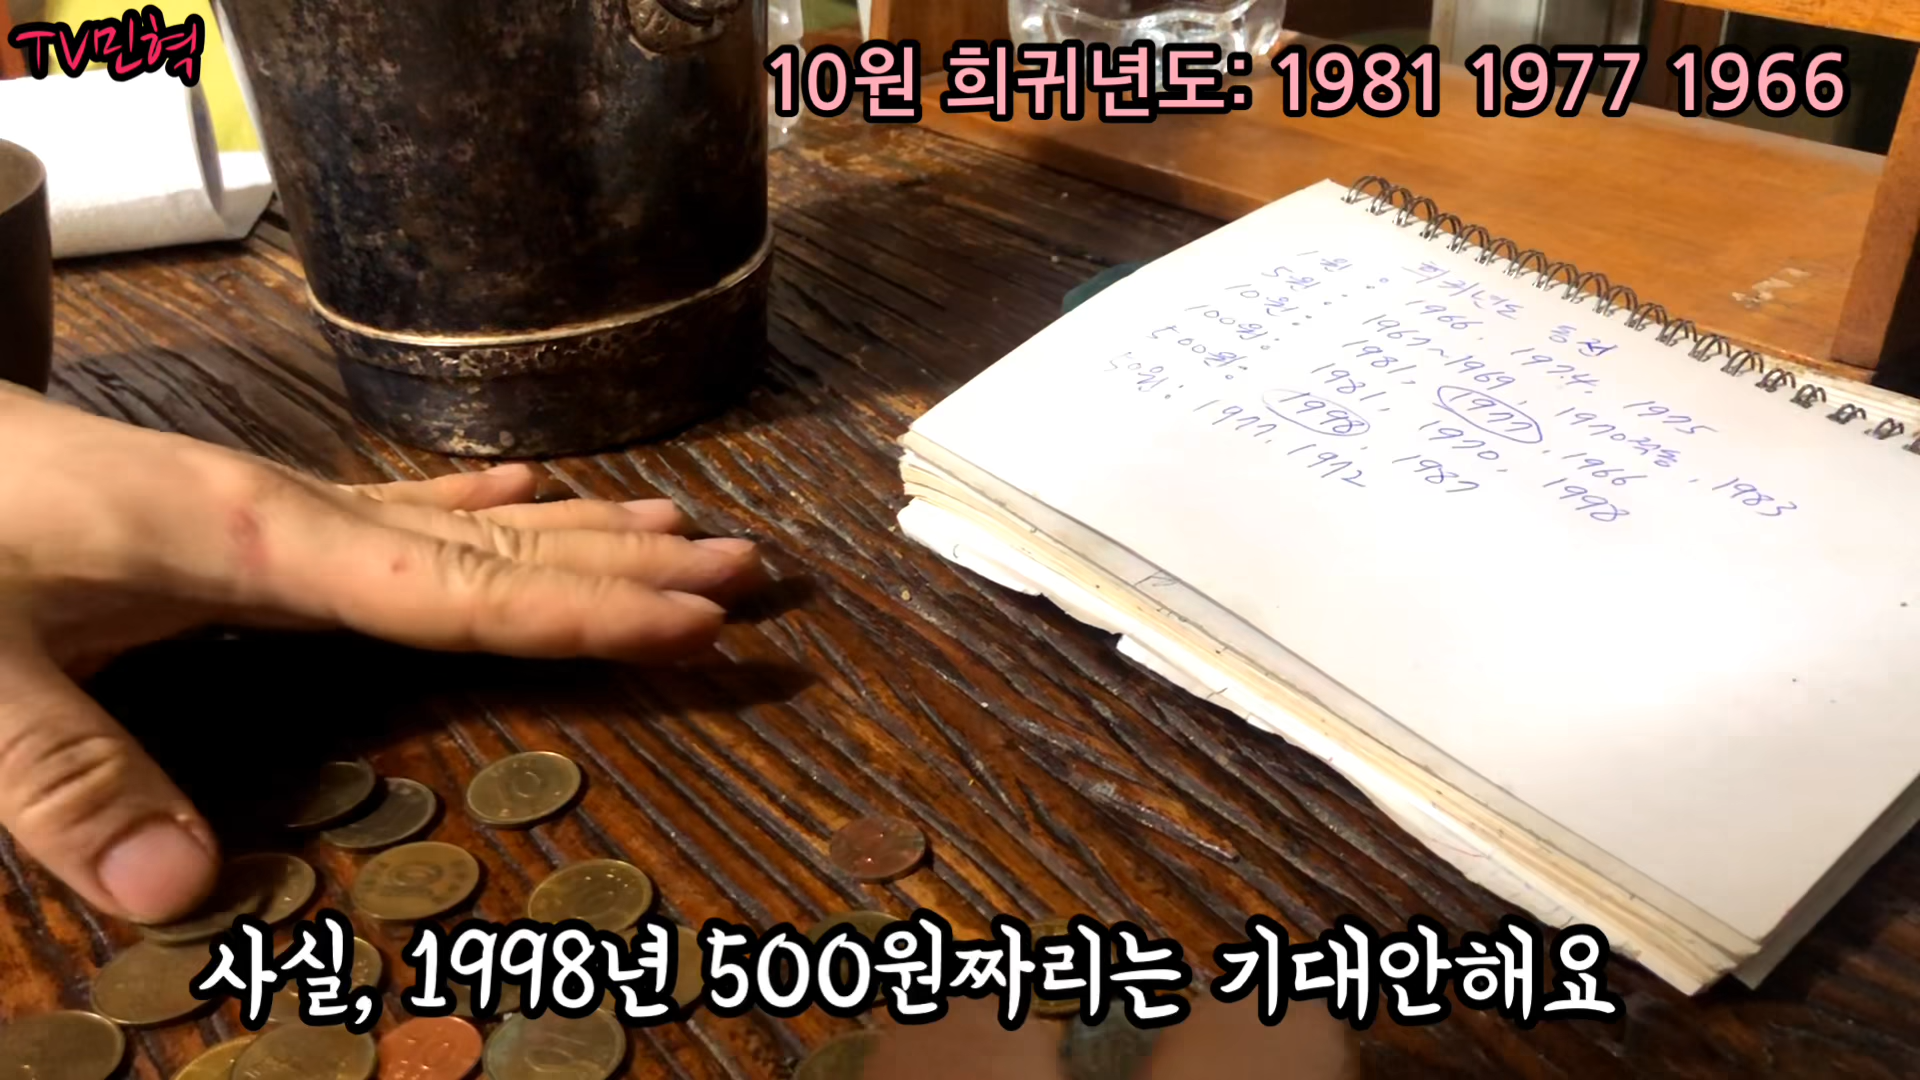 TV민혁
10원 희귀년도: 1981 1977 1966
희귀년도 동전
1원 : 1966. 1974. 1975
5원 : 1967~1969, 1970적동, 1983
10원: 1981, 1977, 1966
100원: 1981, 1970, 1998
500원: 1998, 1987
50원: 1977, 1972
사실, 1998년 500원짜리는 기대안해요